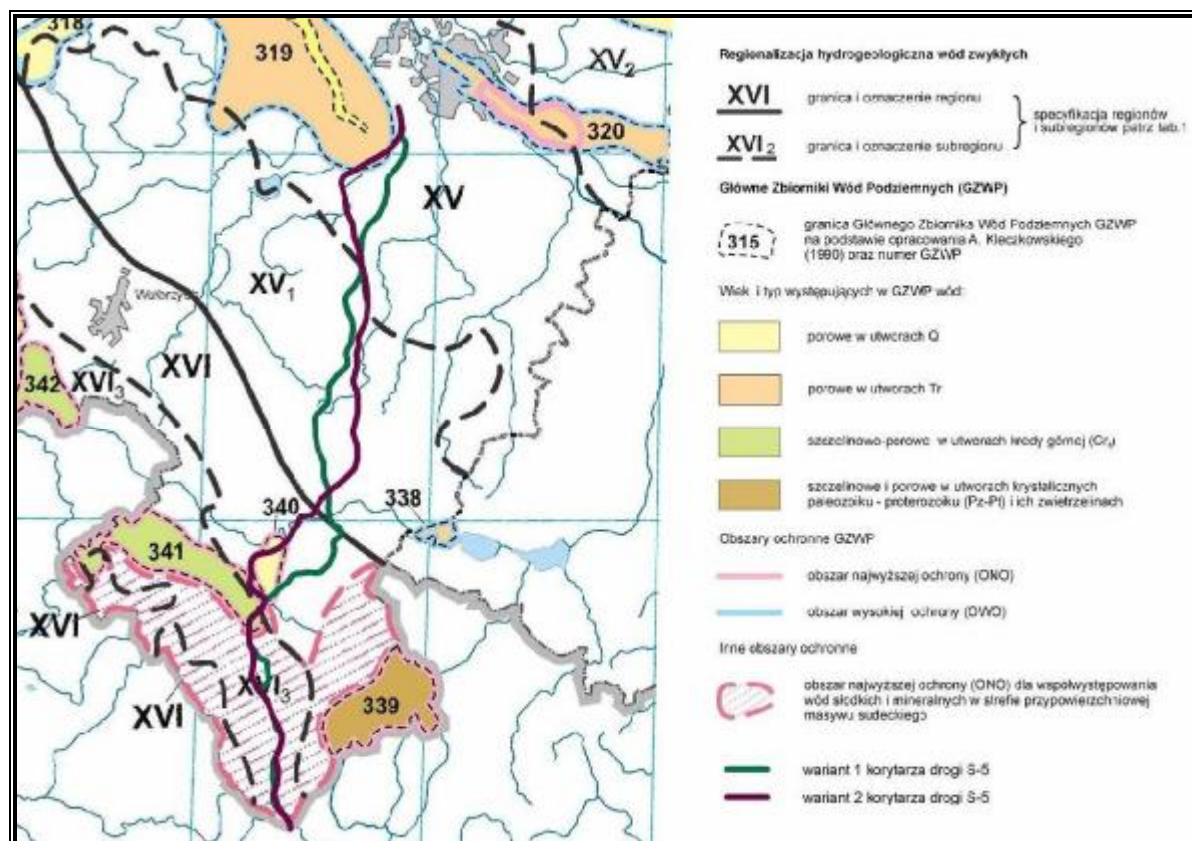 318
319
XV₂
320
XV
XV₁
XVI
XVI₃
342
340
338
341
XVI
XVI₃
339
XVI
Regionalizacja hydrogeologiczna wód zwykłych
XVI granica i oznaczenie regionu
specyfikacja regionów
i subregionów patrz tab.1
XVI₂ granica i oznaczenie subregionu
Główne Zbiorniki Wód Podziemnych (GZWP)
granica Głównego Zbiornika Wód Podziemnych GZWP
315 na podstawie opracowania A. Kleczkowskiego
(1990) oraz numer GZWP
Wiek i typ występujących w GZWP wód:
porowe w utworach Q
porowe w utworach Tr
szczelinowo-porowe w utworach kredy górnej (Cr₃)
szczelinowe i porowe w utworach krystalicznych
paleozoiku - proterozoiku (Pz-Pt) i ich zwietrzelinach
Obszary ochronne GZWP
obszar najwyższej ochrony (ONO)
obszar wysokiej ochrony (OWO)
Inne obszary ochronne
obszar najwyższej ochrony (ONO) dla współwystępowania
wód słodkich i mineralnych w strefie przypowierzchniowej
masywu sudeckiego
wariant 1 korytarza drogi S-5
wariant 2 korytarza drogi S-5